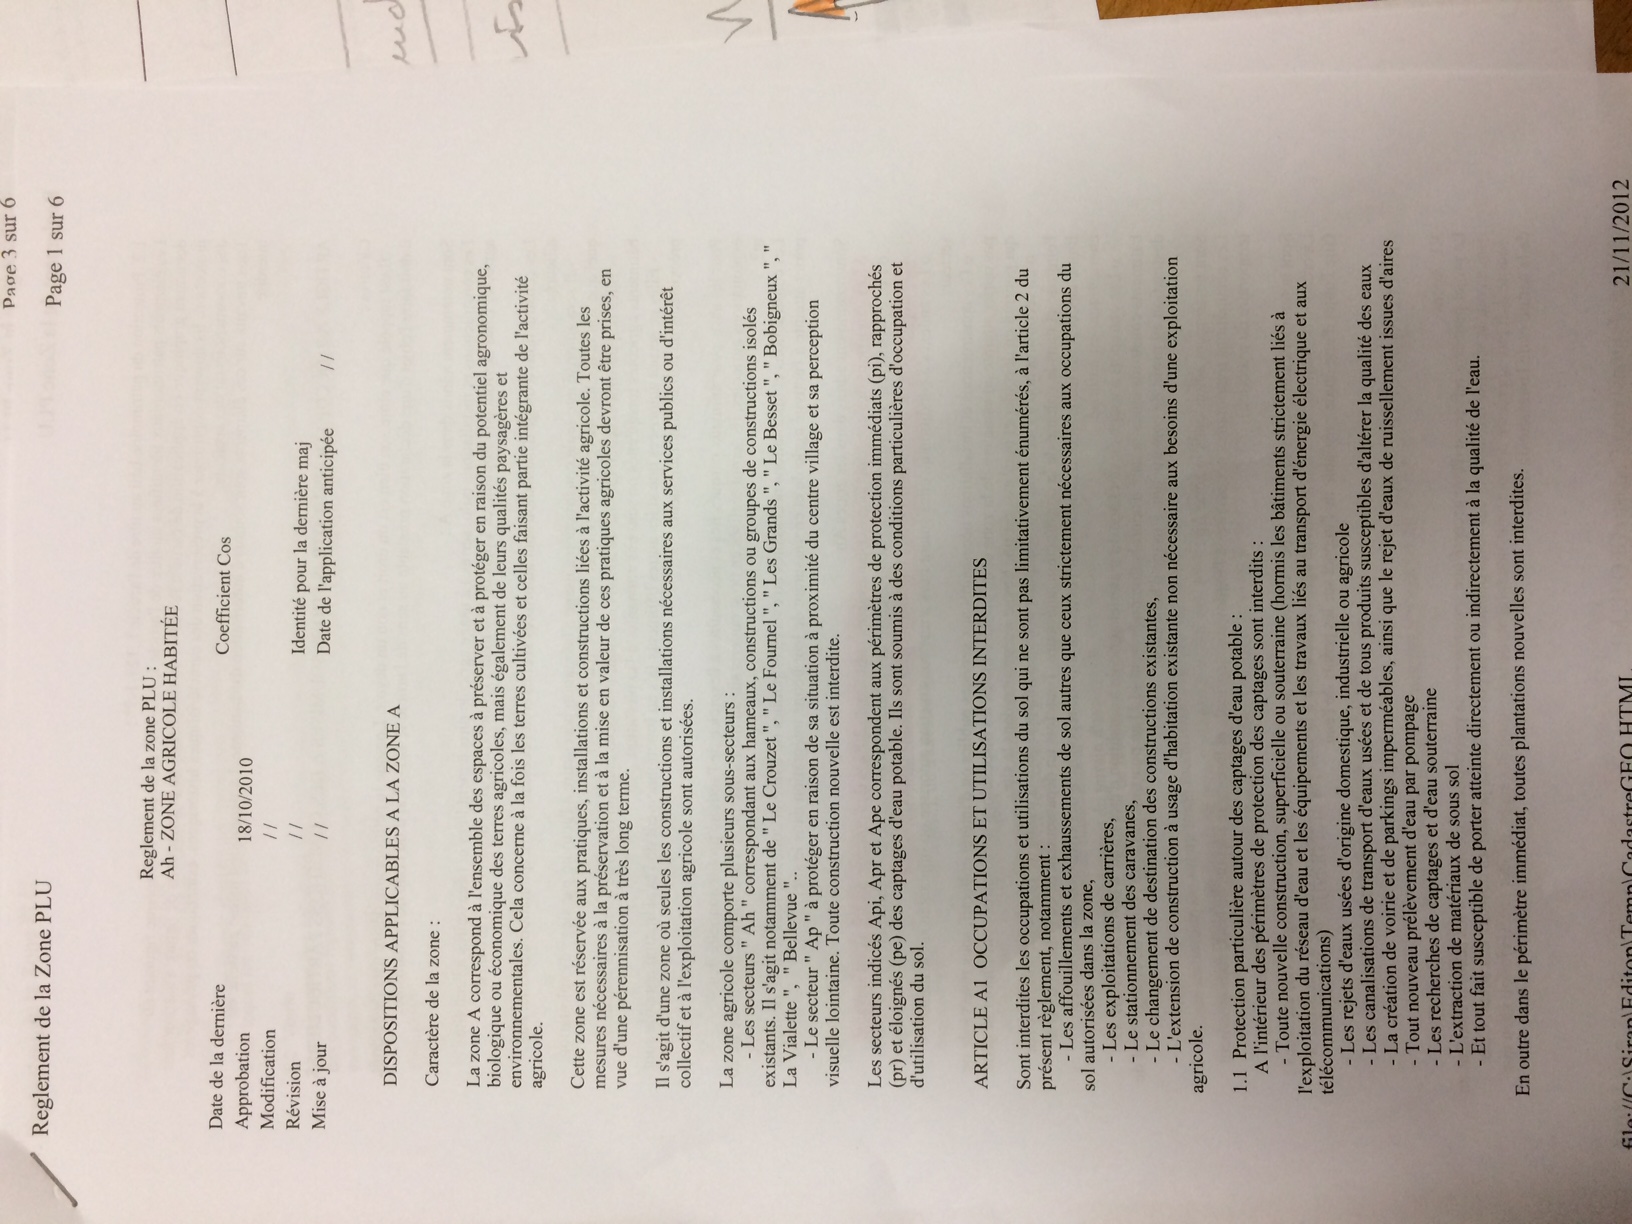 Page 3 sur 6
Reglement de la Zone PLU
Page 1 sur 6
Reglement de la zone PLU :
Ah - ZONE AGRICOLE HABITÉE
Date de la dernière
Coefficient Cos
Approbation 18/10/2010
Modification / /
Révision / /
Identité pour la dernière maj
Mise à jour / /
Date de l'application anticipée / /
DISPOSITIONS APPLICABLES A LA ZONE A
Caractère de la zone :
La zone A correspond à l'ensemble des espaces à préserver et à protéger en raison du potentiel agronomique,
biologique ou économique des terres agricoles, mais également de leurs qualités paysagères et
environnementales. Cela concerne à la fois les terres cultivées et celles faisant partie intégrante de l'activité
agricole.
Cette zone est réservée aux pratiques, installations et constructions liées à l'activité agricole. Toutes les
mesures nécessaires à la préservation et à la mise en valeur de ces pratiques agricoles devront être prises, en
vue d'une pérennisation à très long terme.
Il s'agit d'une zone où seules les constructions et installations nécessaires aux services publics ou d'intérêt
collectif et à l'exploitation agricole sont autorisées.
La zone agricole comporte plusieurs sous-secteurs :
- Les secteurs " Ah " correspondant aux hameaux, constructions ou groupes de constructions isolés
existants. Il s'agit notamment de " Le Crouzet ", " Le Fournel ", " Les Grands ", " Le Besset ", " Bobigneux ", "
La Vialette ", " Bellevue "..
- Le secteur " Ap " à protéger en raison de sa situation à proximité du centre village et sa perception
visuelle lointaine. Toute construction nouvelle est interdite.
Les secteurs indicés Api, Apr et Ape correspondent aux périmètres de protection immédiats (pi), rapprochés
(pr) et éloignés (pe) des captages d'eau potable. Ils sont soumis à des conditions particulières d'occupation et
d'utilisation du sol.
ARTICLE A1 OCCUPATIONS ET UTILISATIONS INTERDITES
Sont interdites les occupations et utilisations du sol qui ne sont pas limitativement énumérés, à l'article 2 du
présent règlement, notamment :
- Les affouillements et exhaussements de sol autres que ceux strictement nécessaires aux occupations du
sol autorisées dans la zone,
- Les exploitations de carrières,
- Le stationnement des caravanes,
- Le changement de destination des constructions existantes,
- L'extension de construction à usage d'habitation existante non nécessaire aux besoins d'une exploitation
agricole.
1.1 Protection particulière autour des captages d'eau potable :
A l'intérieur des périmètres de protection des captages sont interdits :
- Toute nouvelle construction, superficielle ou souterraine (hormis les bâtiments strictement liés à
l'exploitation du réseau d'eau et les équipements et les travaux liés au transport d'énergie électrique et aux
télécommunications)
- Les rejets d'eaux usées d'origine domestique, industrielle ou agricole
- Les canalisations de transport d'eaux usées et de tous produits susceptibles d'altérer la qualité des eaux
- La création de voirie et de parkings imperméables, ainsi que le rejet d'eaux de ruissellement issues d'aires
- Tout nouveau prélèvement d'eau par pompage
- Les recherches de captages et d'eau souterraine
- L'extraction de matériaux de sous sol
- Et tout fait susceptible de porter atteinte directement ou indirectement à la qualité de l'eau.
En outre dans le périmètre immédiat, toutes plantations nouvelles sont interdites.
file://C:\Sirap\Editon\Temp\CadastreGEO.HTML
21/11/2012